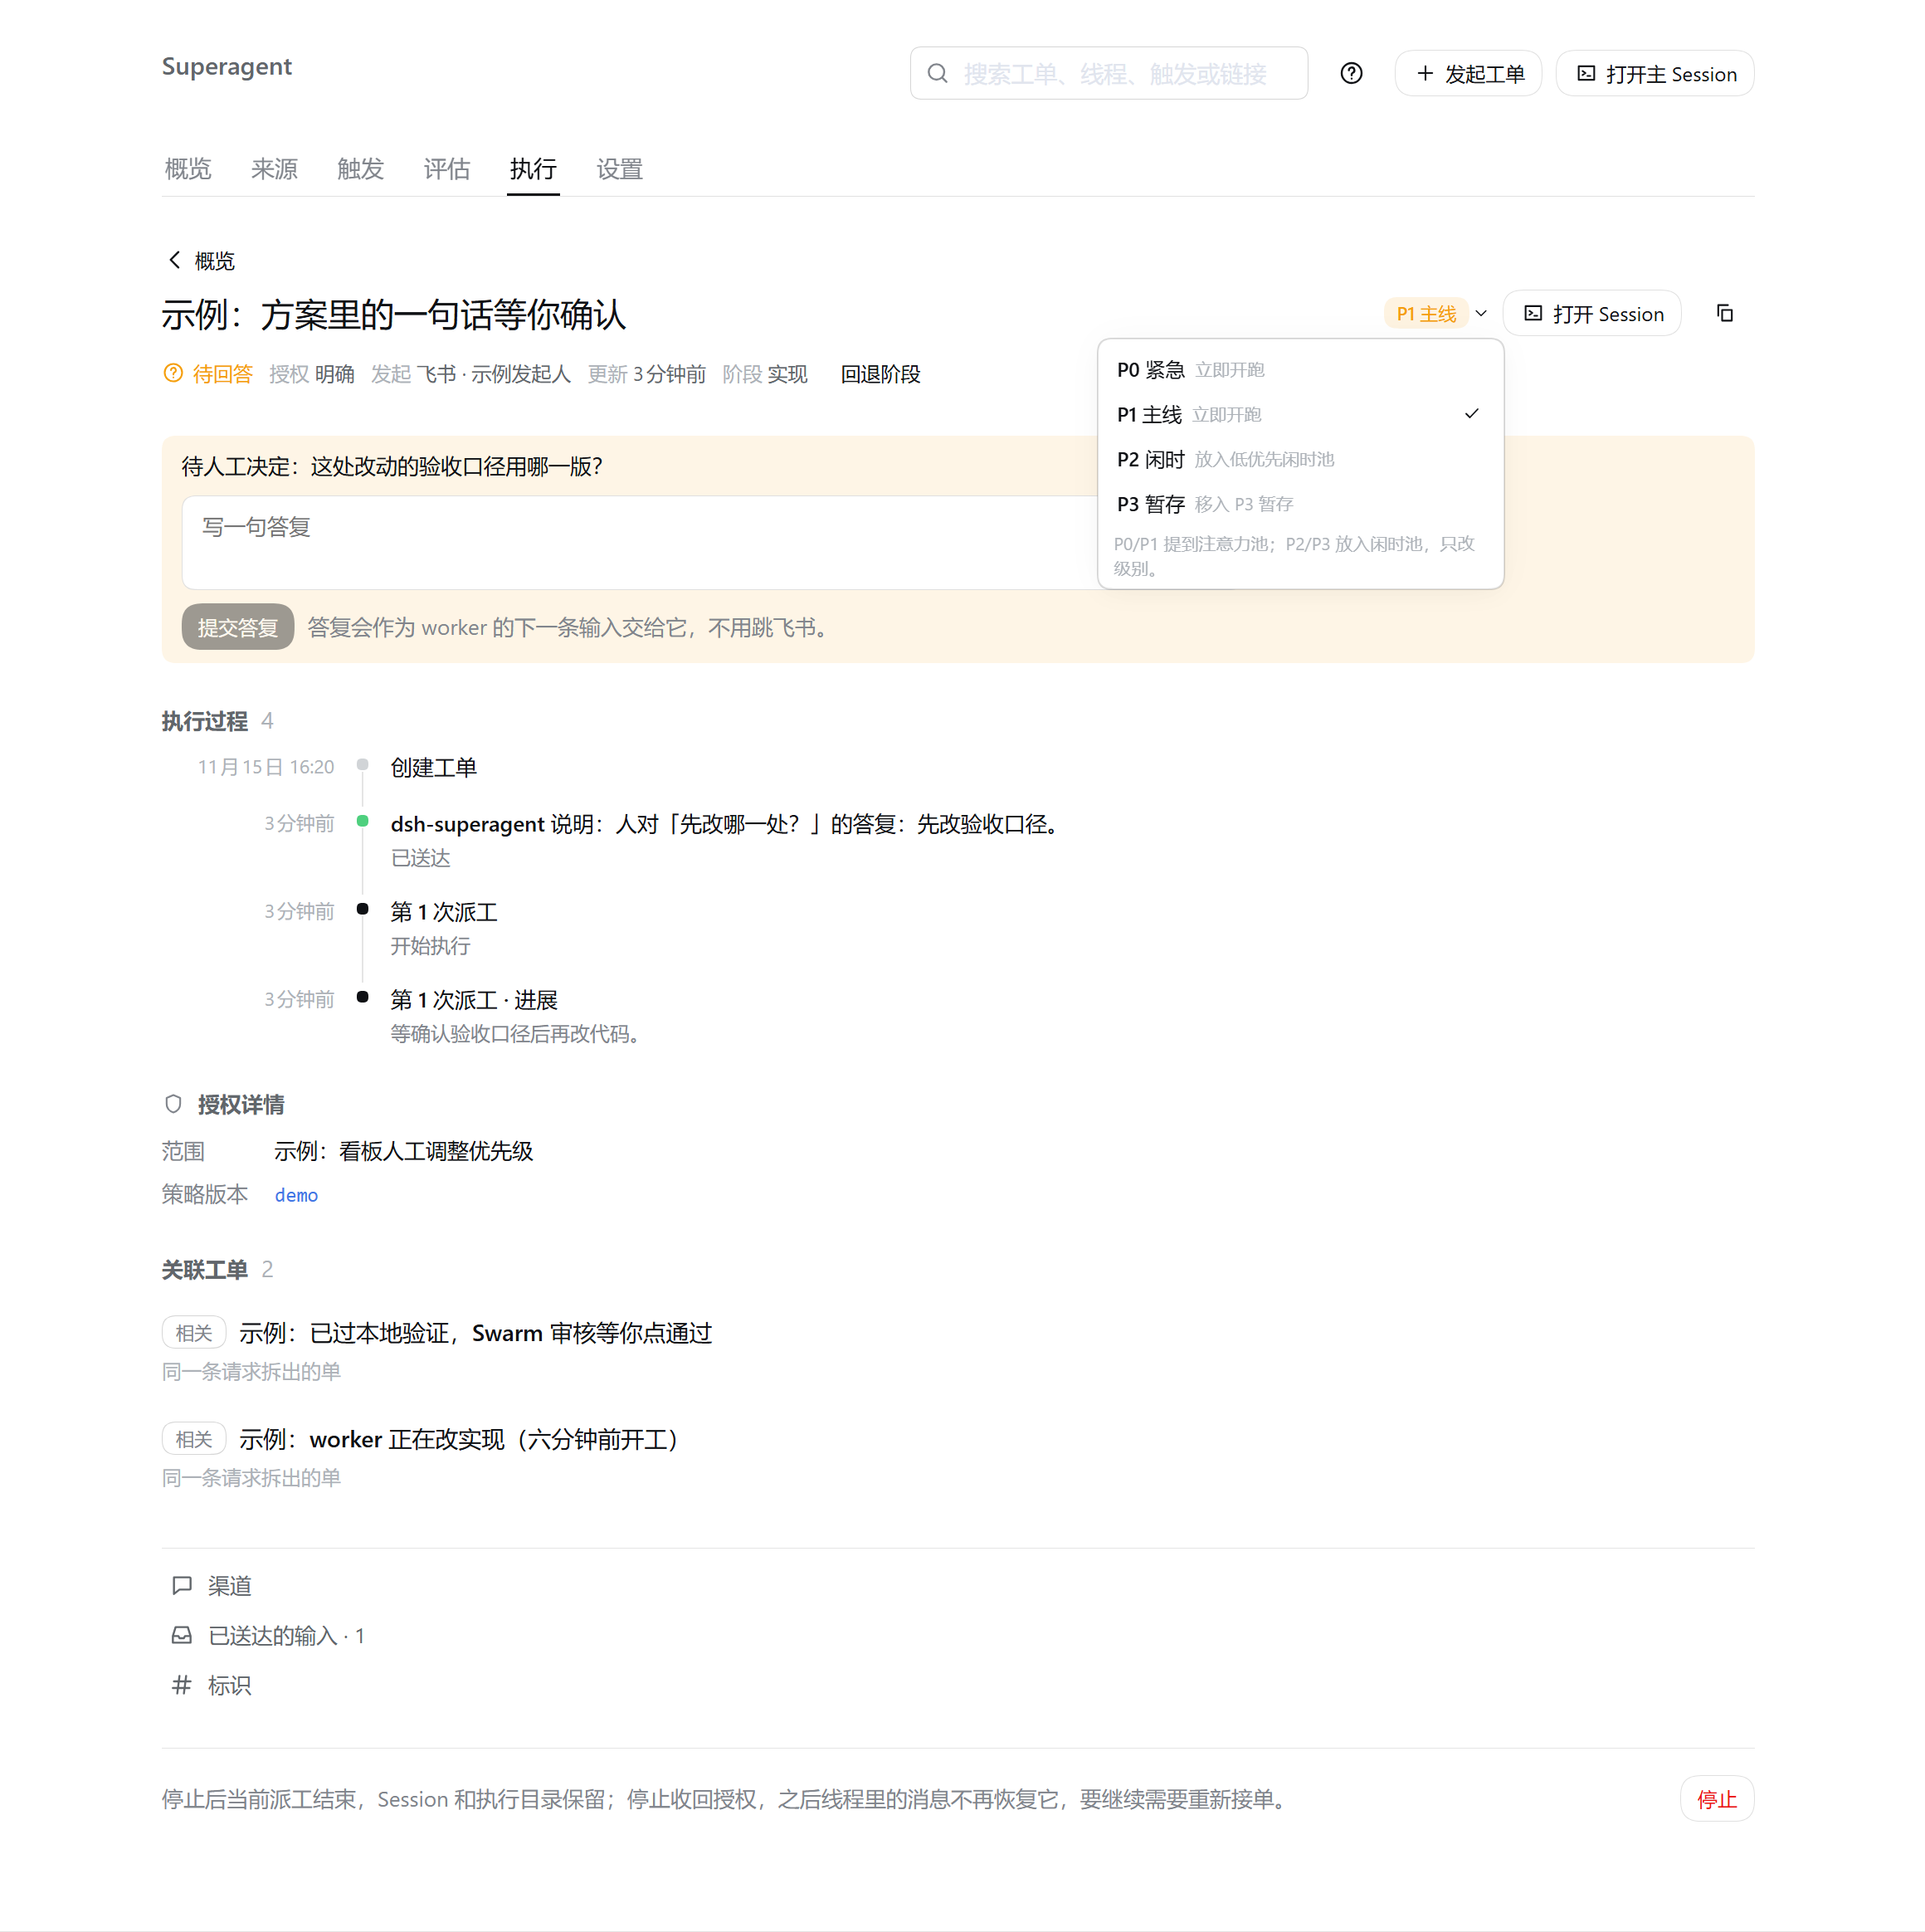 Superagent
搜索工单、线程、触发或链接
发起工单
打开主 Session
概览
来源
触发
评估
执行
设置
概览
示例：方案里的一句话等你确认
P1 主线
打开 Session
待回答 授权 明确 发起 飞书 · 示例发起人 更新 3 分钟前 阶段 实现 回退阶段
P0 紧急 立即开跑
P1 主线 立即开跑
P2 闲时 放入低优先闲时池
P3 暂存 移入 P3 暂存
P0/P1 提到注意力池；P2/P3 放入闲时池，只改
级别。
待人工决定：这处改动的验收口径用哪一版？
写一句答复
提交答复
答复会作为 worker 的下一条输入交给它，不用跳飞书。
执行过程 4
11月15日 16:20 创建工单
3 分钟前 dsh-superagent 说明：人对「先改哪一处？」的答复：先改验收口径。
已送达
3 分钟前 第 1 次派工
开始执行
3 分钟前 第 1 次派工 · 进展
等确认验收口径后再改代码。
授权详情
范围 示例：看板人工调整优先级
策略版本 demo
关联工单 2
相关 示例：已过本地验证，Swarm 审核等你点通过
同一条请求拆出的单
相关 示例：worker 正在改实现（六分钟前开工）
同一条请求拆出的单
渠道
已送达的输入 · 1
标识
停止后当前派工结束，Session 和执行目录保留；停止收回授权，之后线程里的消息不再恢复它，要继续需要重新接单。
停止